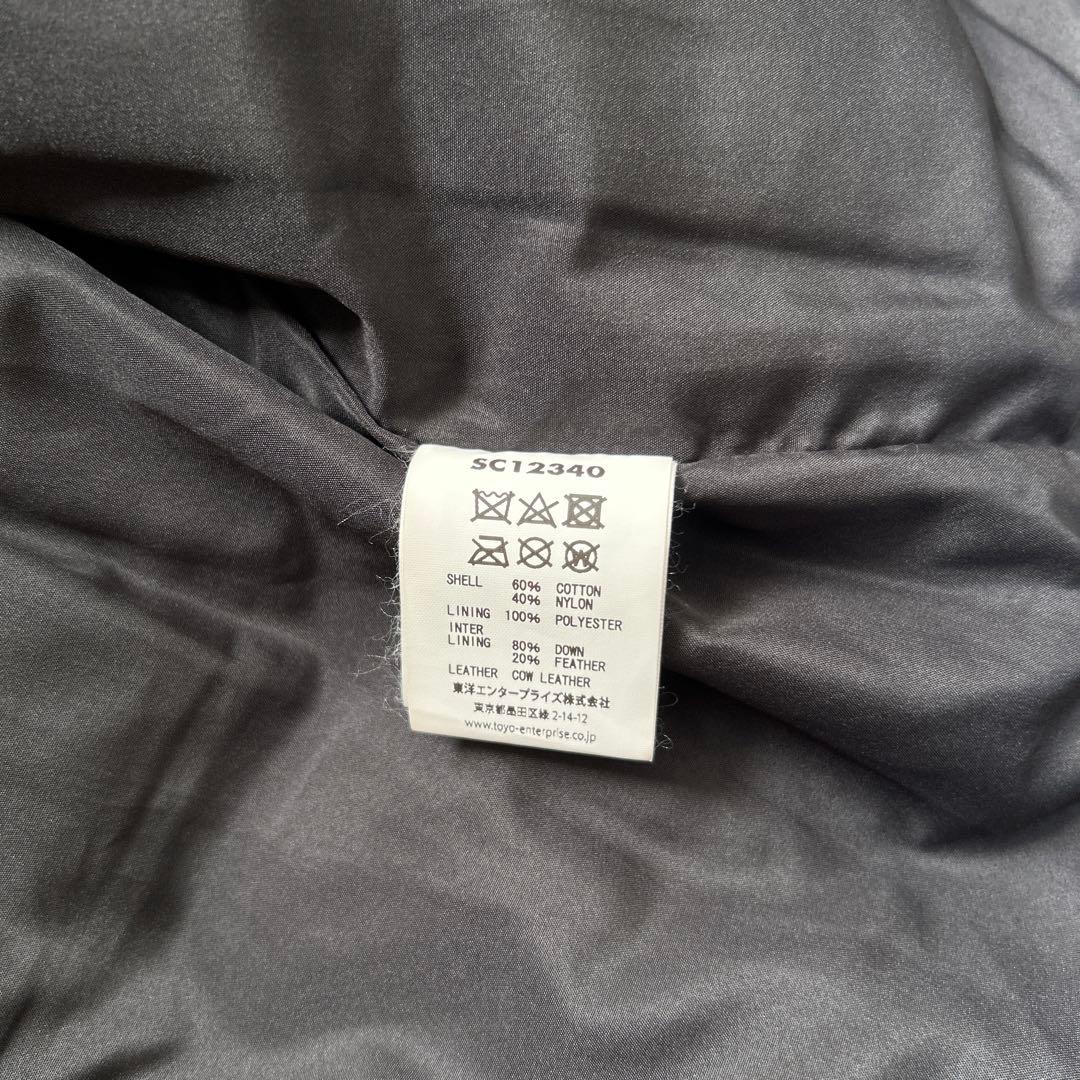 SC12340
W
SHELL 60% COTTON
40% NYLON
LINING 100% POLYESTER
INTER
LINING 80% DOWN
20% FEATHER
LEATHER COW LEATHER
東洋エンタープライズ株式会社
東京都墨田区緑2-14-12
www.toyo-enterprise.co.jp